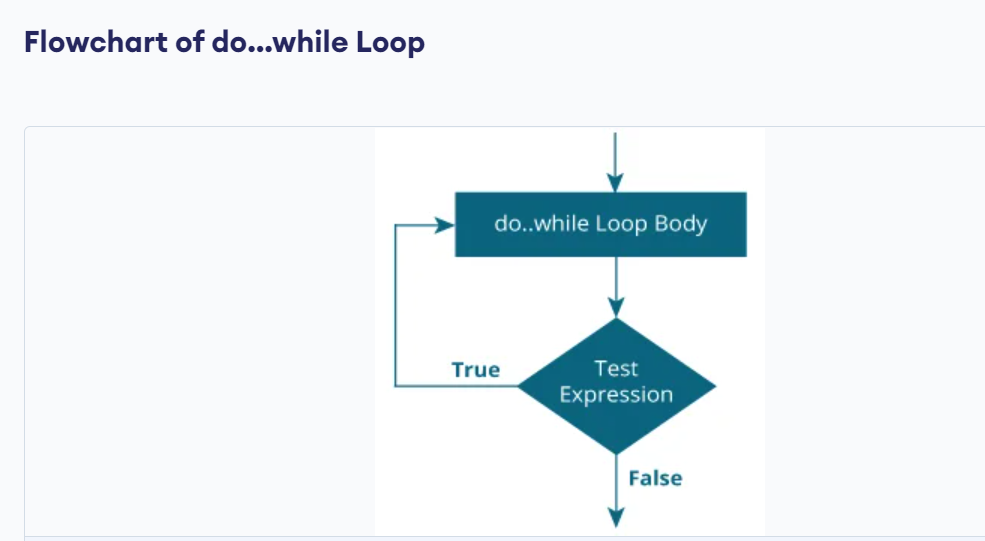 Flowchart of do...while Loop
do..while Loop Body
True
Test
Expression
False